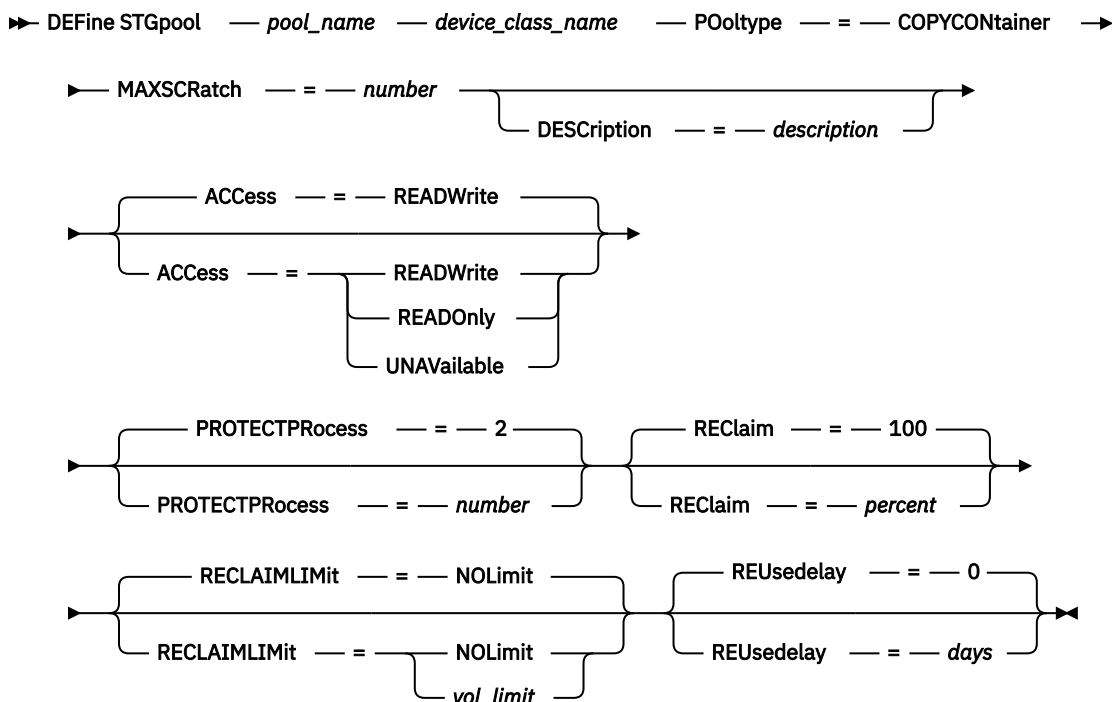 DEFine STGpool — pool_name — device_class_name — POoltype — = — COPYCONtainer
MAXSCRatch — = — number
DESCription — = — description
ACCess — = — READWrite
ACCess — = — READWrite
READOnly
UNAVailable
PROTECTPRocess — = — 2 REClaim — = — 100
PROTECTPRocess — = — number REClaim — = — percent
RECLAIMLIMit — = — NOLimit REUsedelay — = — 0
RECLAIMLIMit — = — NOLimit REUsedelay — = — days
vol_limit